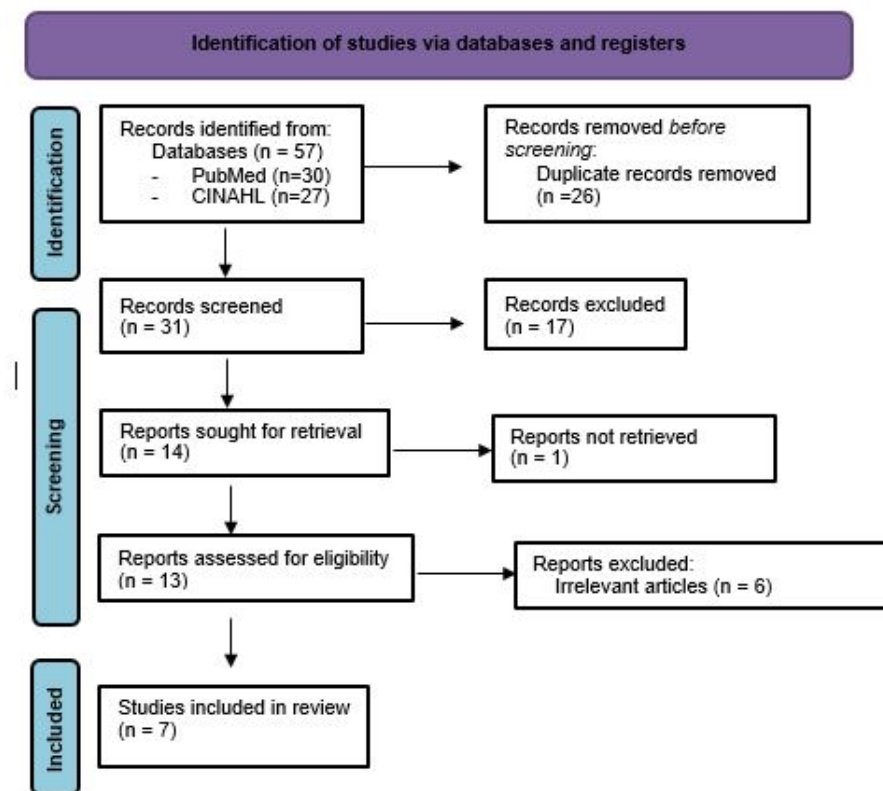 Identification of studies via databases and registers
Identification
Records identified from:
Databases (n = 57)
- PubMed (n=30)
- CINAHL (n=27)
Records removed before
screening:
Duplicate records removed
(n =26)
Screening
Records screened
(n = 31)
Records excluded
(n = 17)
Reports sought for retrieval
(n = 14)
Reports not retrieved
(n = 1)
Reports assessed for eligibility
(n = 13)
Reports excluded:
Irrelevant articles (n = 6)
Included
Studies included in review
(n = 7)